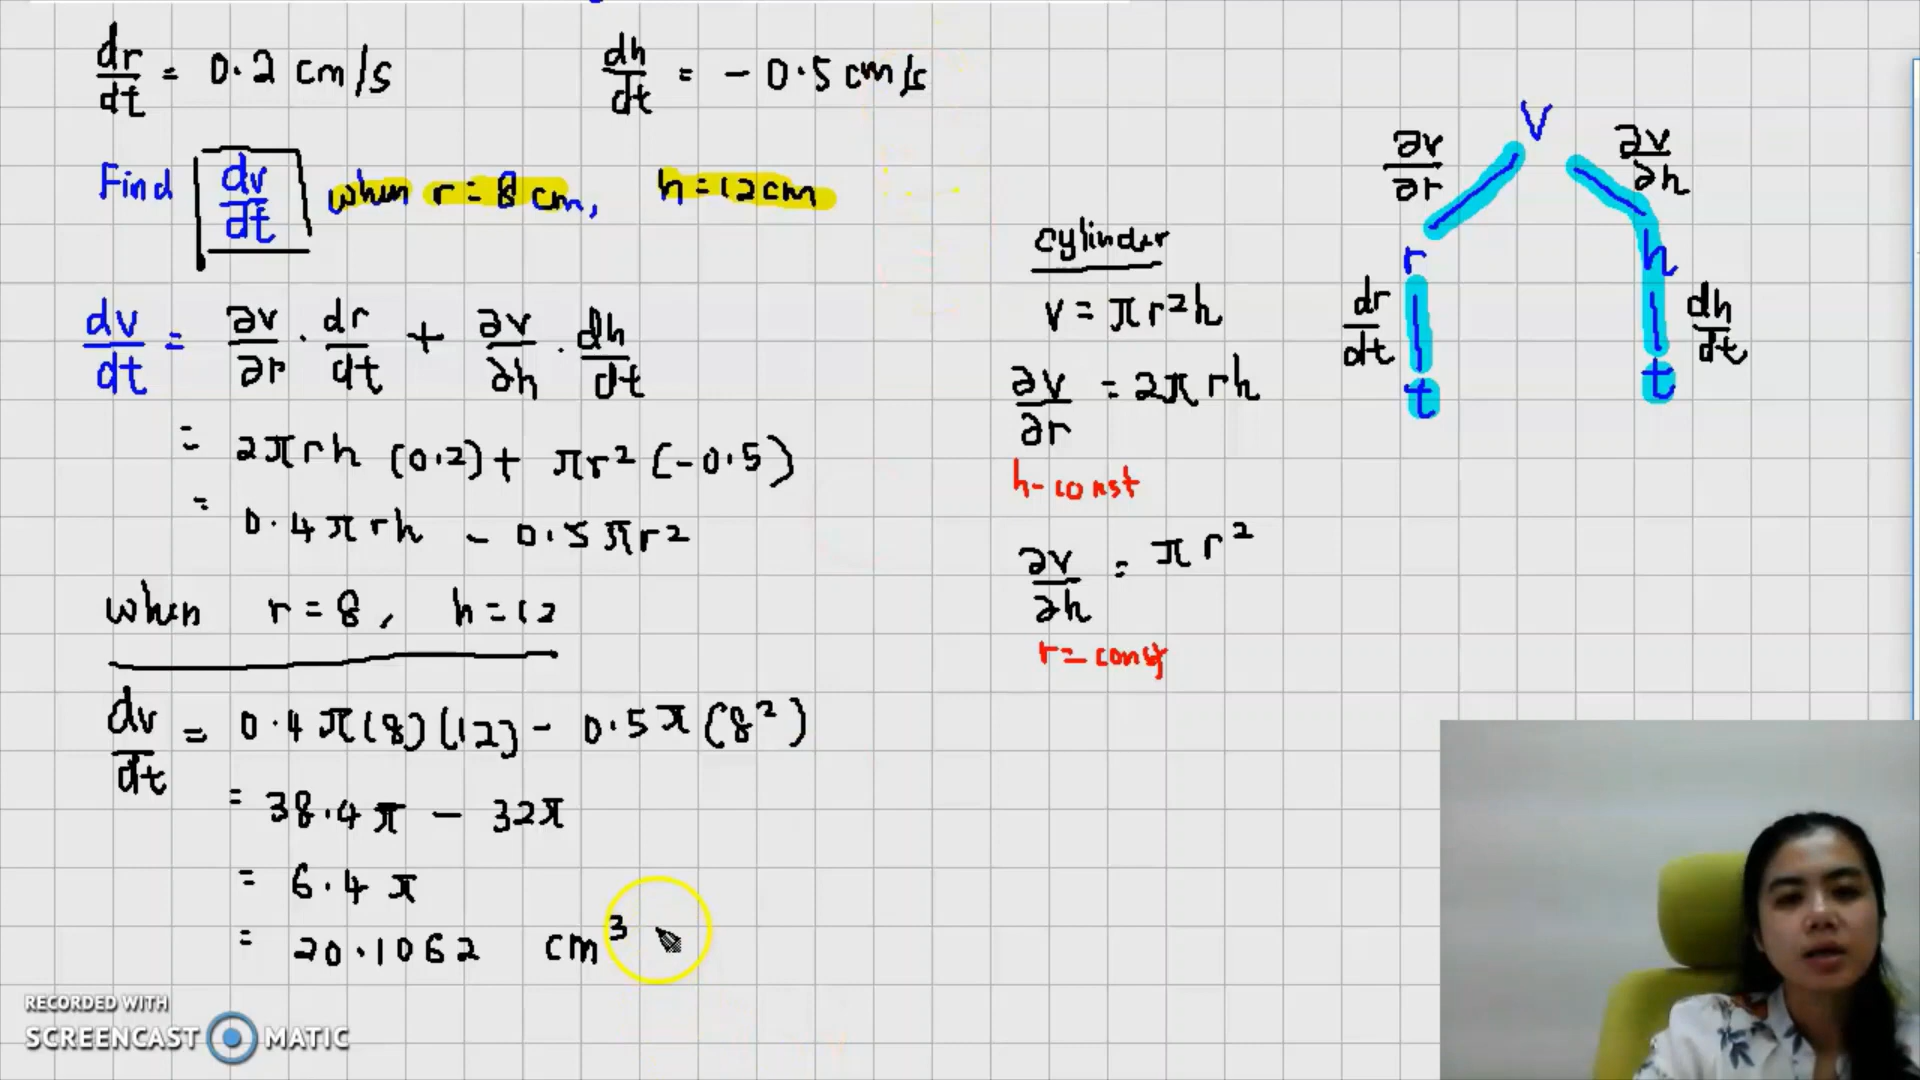 dr/dt = 0.2 cm/s    dh/dt = - 0.5 cm/s
Find dv/dt when r = 8 cm, h = 12 cm
dv/dt = ∂v/∂r · dr/dt + ∂v/∂h · dh/dt
= 2πrh (0.2) + πr² (-0.5)
= 0.4πrh - 0.5πr²
when r = 8, h = 12
dv/dt = 0.4π(8)(12) - 0.5π(8²)
= 38.4π - 32π
= 6.4π
= 20.1062 cm³
cylinder
v = πr²h
∂v/∂r = 2πrh
h - const
∂v/∂h = πr²
r = const
V
∂v/∂r    ∂v/∂h
r    h
dr/dt    dh/dt
t    t
RECORDED WITH
SCREENCAST MATIC